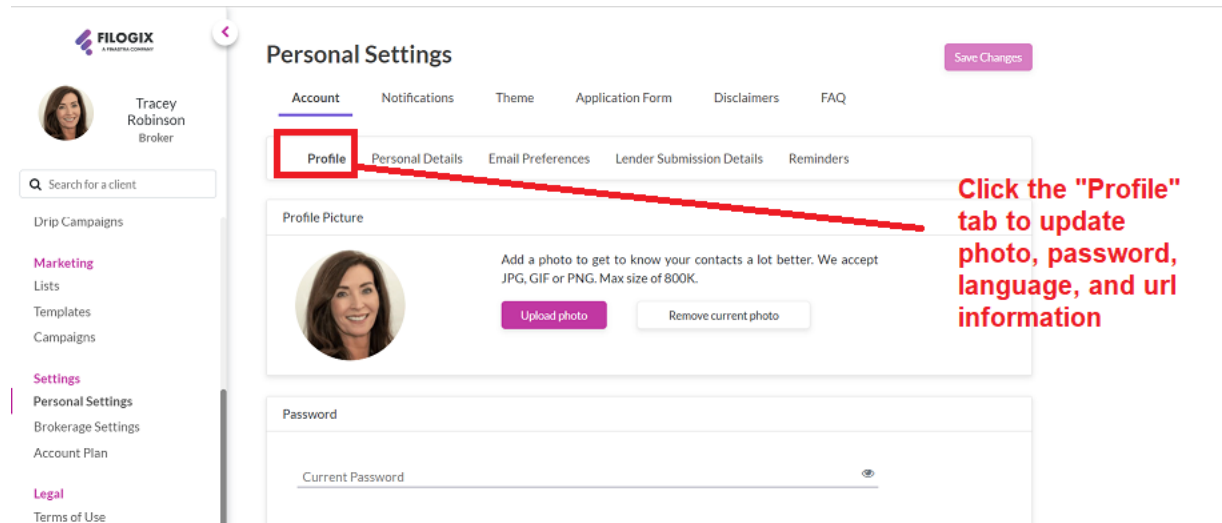 FILOGIX
A FINASTRA COMPANY
Tracey
Robinson
Broker
Search for a client
Drip Campaigns
Marketing
Lists
Templates
Campaigns
Settings
Personal Settings
Brokerage Settings
Account Plan
Legal
Terms of Use
Personal Settings
Save Changes
Account Notifications Theme Application Form Disclaimers FAQ
Profile Personal Details Email Preferences Lender Submission Details Reminders
Profile Picture
Add a photo to get to know your contacts a lot better. We accept
JPG, GIF or PNG. Max size of 800K.
Upload photo Remove current photo
Password
Current Password
Click the "Profile"
tab to update
photo, password,
language, and url
information